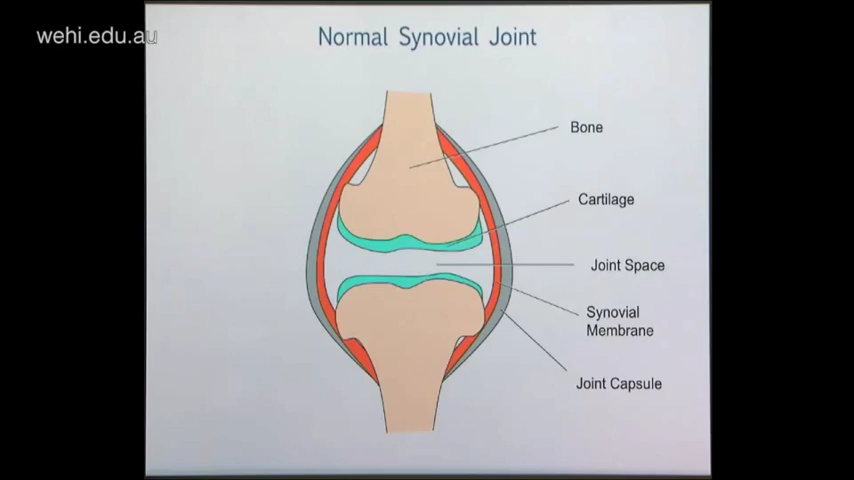 wehi.edu.au
Normal Synovial Joint
Bone
Cartilage
Joint Space
Synovial
Membrane
Joint Capsule